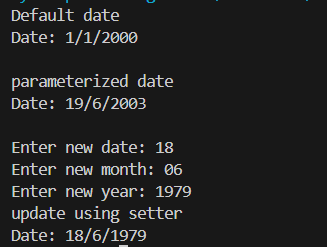 Default date
Date: 1/1/2000
parameterized date
Date: 19/6/2003
Enter new date: 18
Enter new month: 06
Enter new year: 1979
update using setter
Date: 18/6/1979